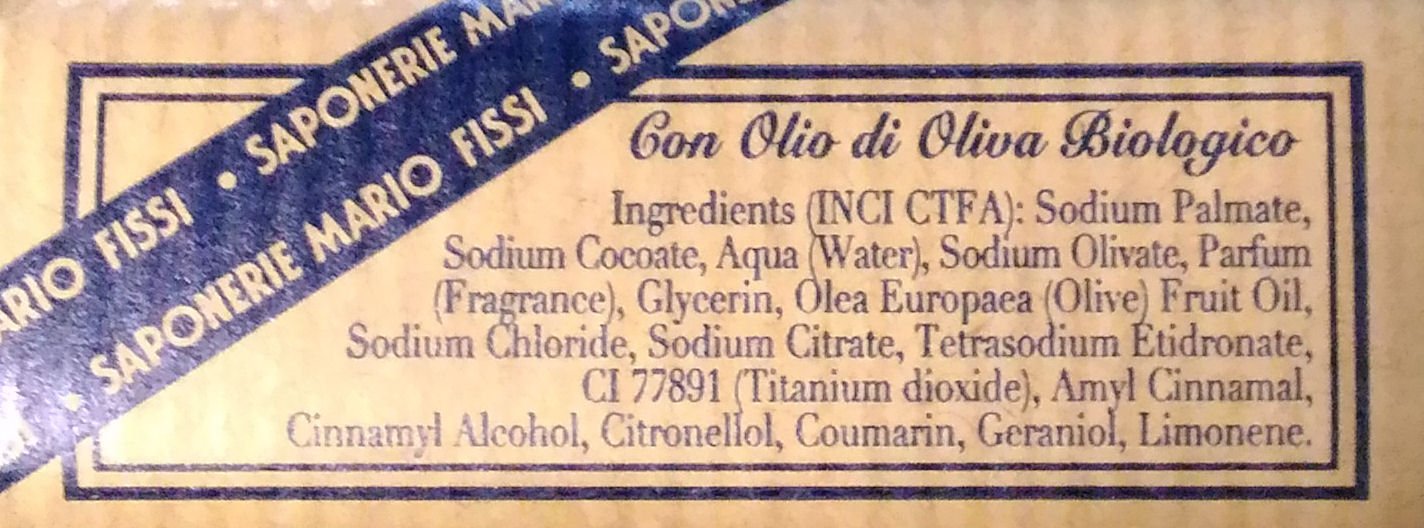 SAPONERIE MAR
ARIO FISSI • SAPONERIE MARIO FISSI • SAPON
Con Olio di Oliva Biologico
Ingredients (INCI CTFA): Sodium Palmate,
Sodium Cocoate, Aqua (Water), Sodium Olivate, Parfum
(Fragrance), Glycerin, Olea Europaea (Olive) Fruit Oil,
Sodium Chloride, Sodium Citrate, Tetrasodium Etidronate,
CI 77891 (Titanium dioxide), Amyl Cinnamal,
Cinnamyl Alcohol, Citronellol, Coumarin, Geraniol, Limonene.